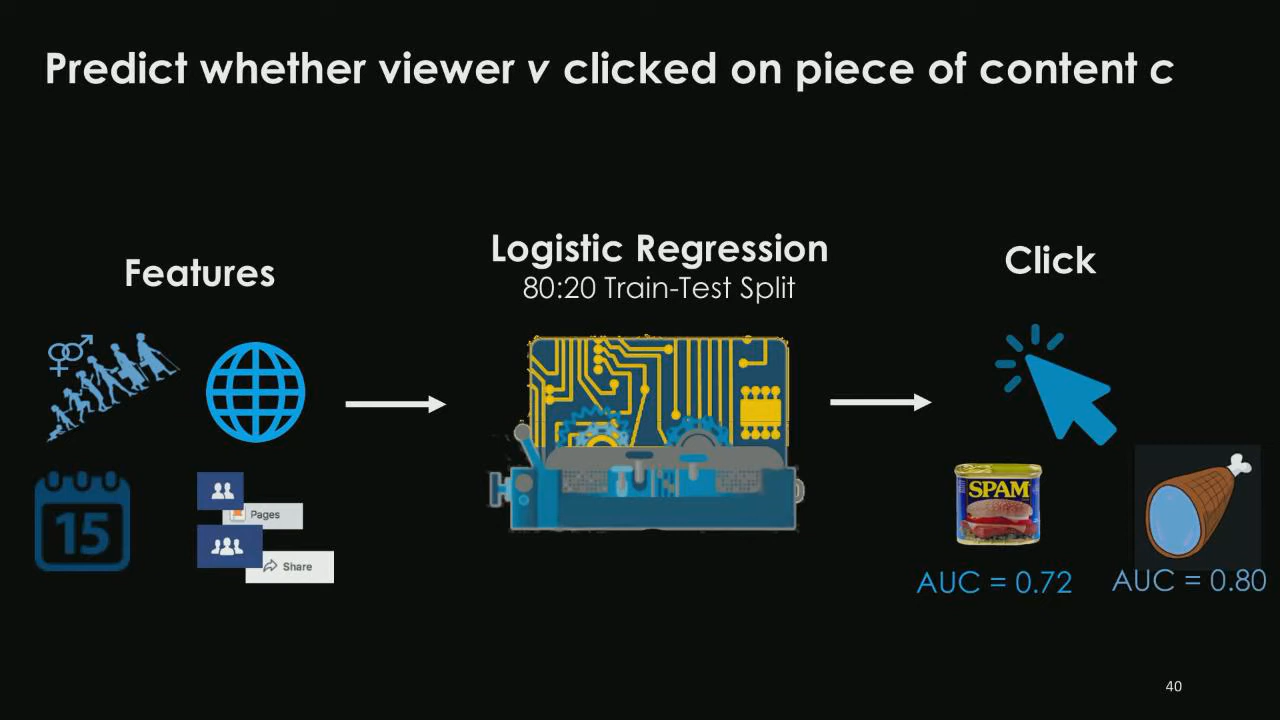 Predict whether viewer v clicked on piece of content c
Features
Logistic Regression
80:20 Train-Test Split
Click
15
Pages
Share
SPAM
AUC = 0.72
AUC = 0.80
40